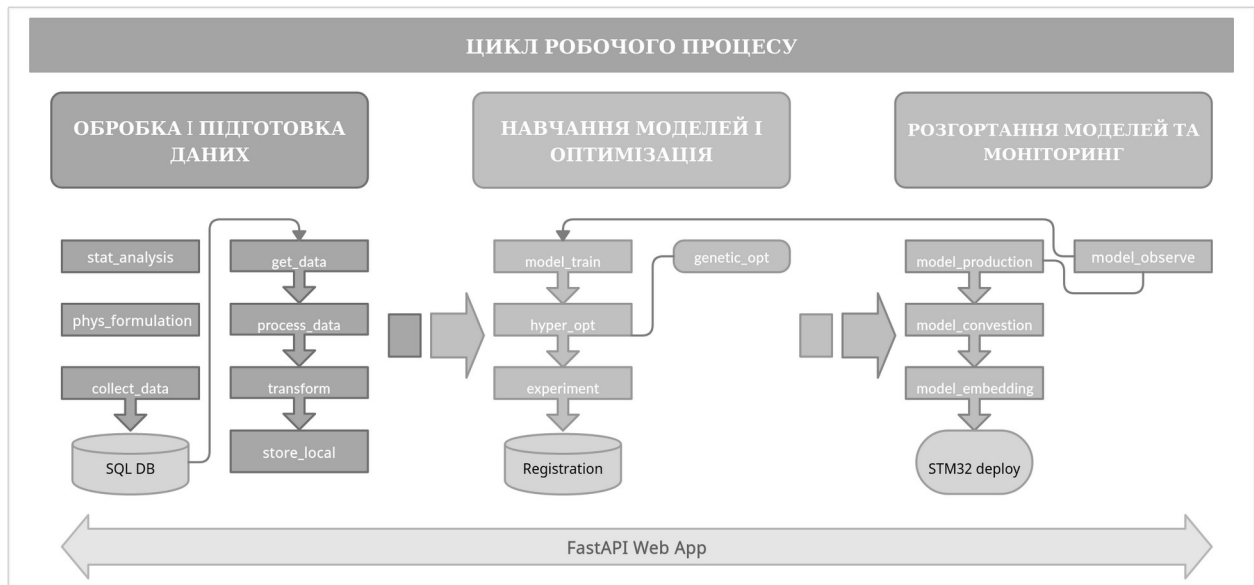 ЦИКЛ РОБОЧОГО ПРОЦЕСУ
ОБРОБКА І ПІДГОТОВКА
ДАНИХ
НАВЧАННЯ МОДЕЛЕЙ І
ОПТИМІЗАЦІЯ
РОЗГОРТАННЯ МОДЕЛЕЙ ТА
МОНІТОРИНГ
stat_analysis
phys_formulation
collect_data
SQL DB
get_data
process_data
transform
store_local
model_train
hyper_opt
experiment
Registration
genetic_opt
model_production
model_convestion
model_embedding
STM32 deploy
model_observe
FastAPI Web App